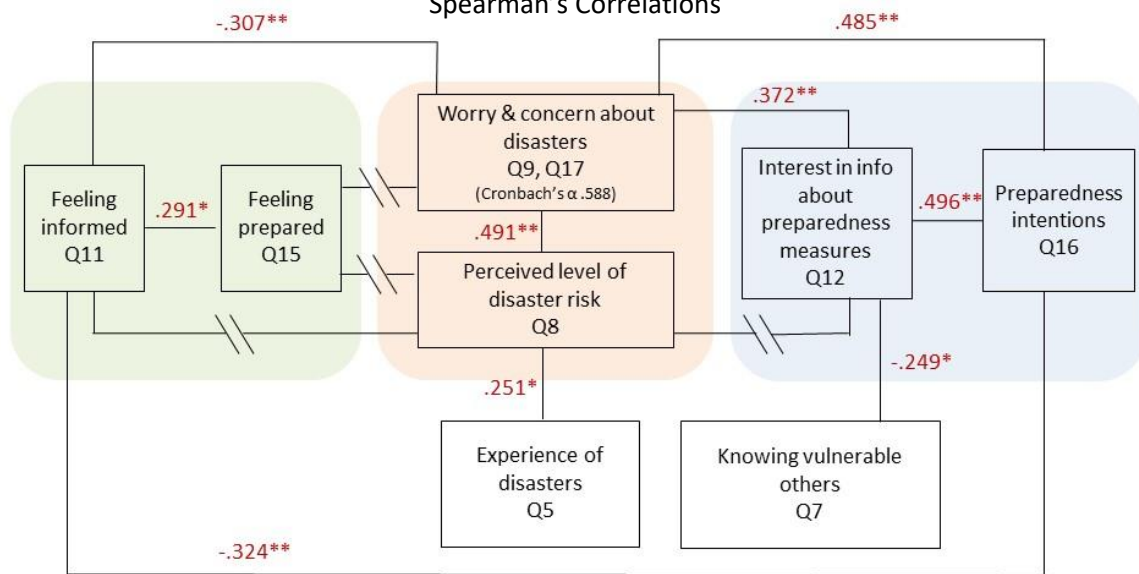 Spearman's Correlations
-.307**
.485**
Worry & concern about
disasters
Q9, Q17
(Cronbach's α .588)
.372**
Feeling
informed
Q11
.291*
Feeling
prepared
Q15
Interest in info
about
preparedness
measures
Q12
.496**
Preparedness
intentions
Q16
.491**
Perceived level of
disaster risk
Q8
.251*
-.249*
Experience of
disasters
Q5
Knowing vulnerable
others
Q7
-.324**